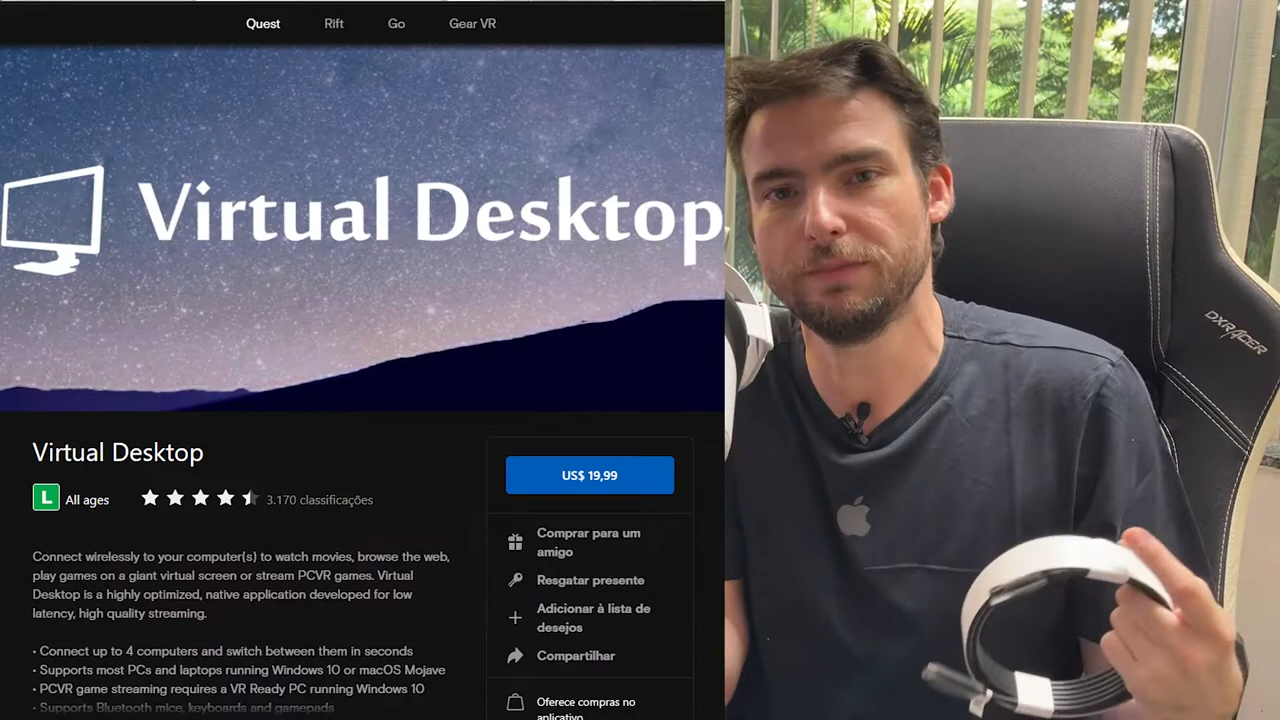 Quest Rift Go Gear VR
Virtual Desktop
Virtual Desktop
L All ages 3.170 classificações
Connect wirelessly to your computer(s) to watch movies, browse the web,
play games on a giant virtual screen or stream PCVR games. Virtual
Desktop is a highly optimized, native application developed for low
latency, high quality streaming.
• Connect up to 4 computers and switch between them in seconds
• Supports most PCs and laptops running Windows 10 or macOS Mojave
• PCVR game streaming requires a VR Ready PC running Windows 10
• Supports Bluetooth mice, keyboards and gamepads
US$ 19,99
Comprar para um
amigo
Resgatar presente
Adicionar à lista de
desejos
Compartilhar
Oferece compras no
aplicativo
DXRACER